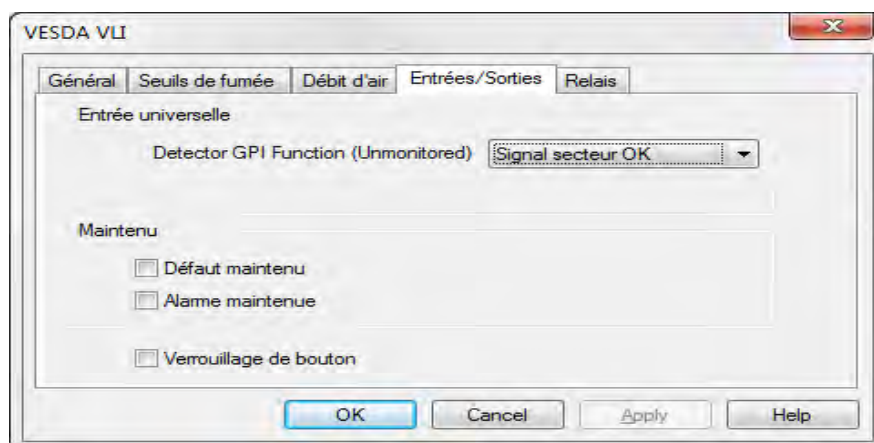 VESDA VLI
Général Seuils de fumée Débit d'air Entrées/Sorties Relais
Entrée universelle
Detector GPI Function (Unmonitored) Signal secteur OK
Maintenu
Défaut maintenu
Alarme maintenue
Verrouillage de bouton
OK Cancel Apply Help